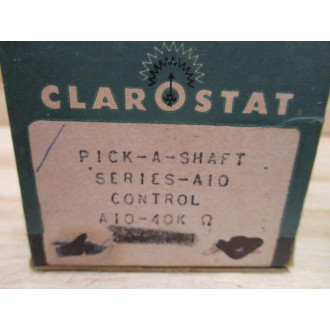 CLAROSTAT
PICK-A-SHAFT
SERIES-A10
CONTROL
A10-40K Ω